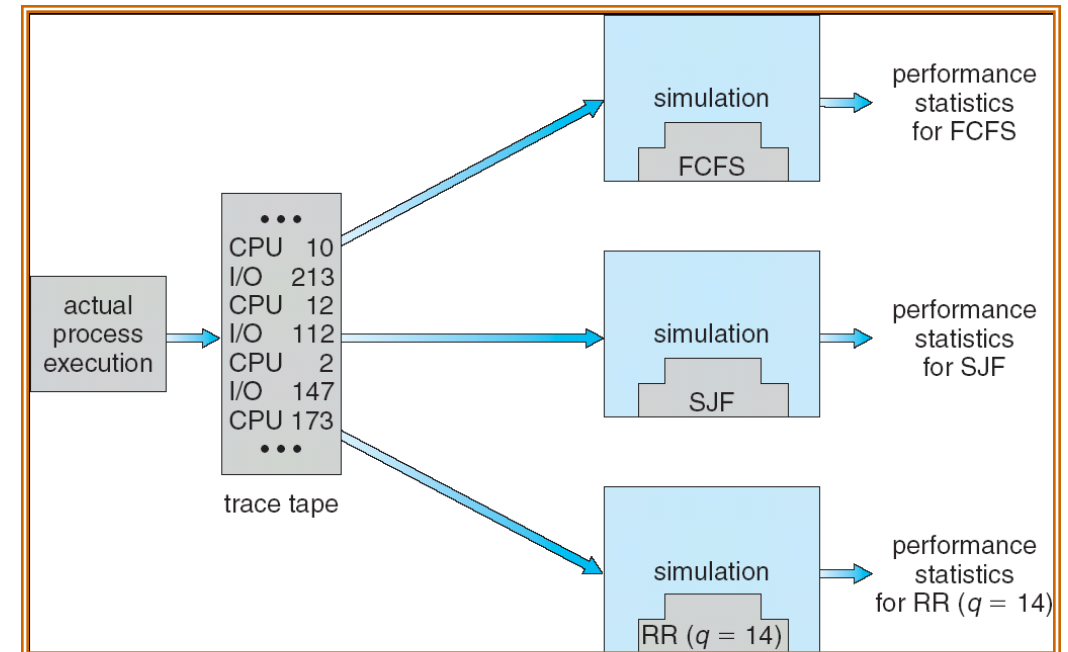 actual
process
execution
• • •
CPU 10
I/O 213
CPU 12
I/O 112
CPU 2
I/O 147
CPU 173
• • •
trace tape
simulation
FCFS
performance
statistics
for FCFS
simulation
SJF
performance
statistics
for SJF
simulation
RR (q = 14)
performance
statistics
for RR (q = 14)